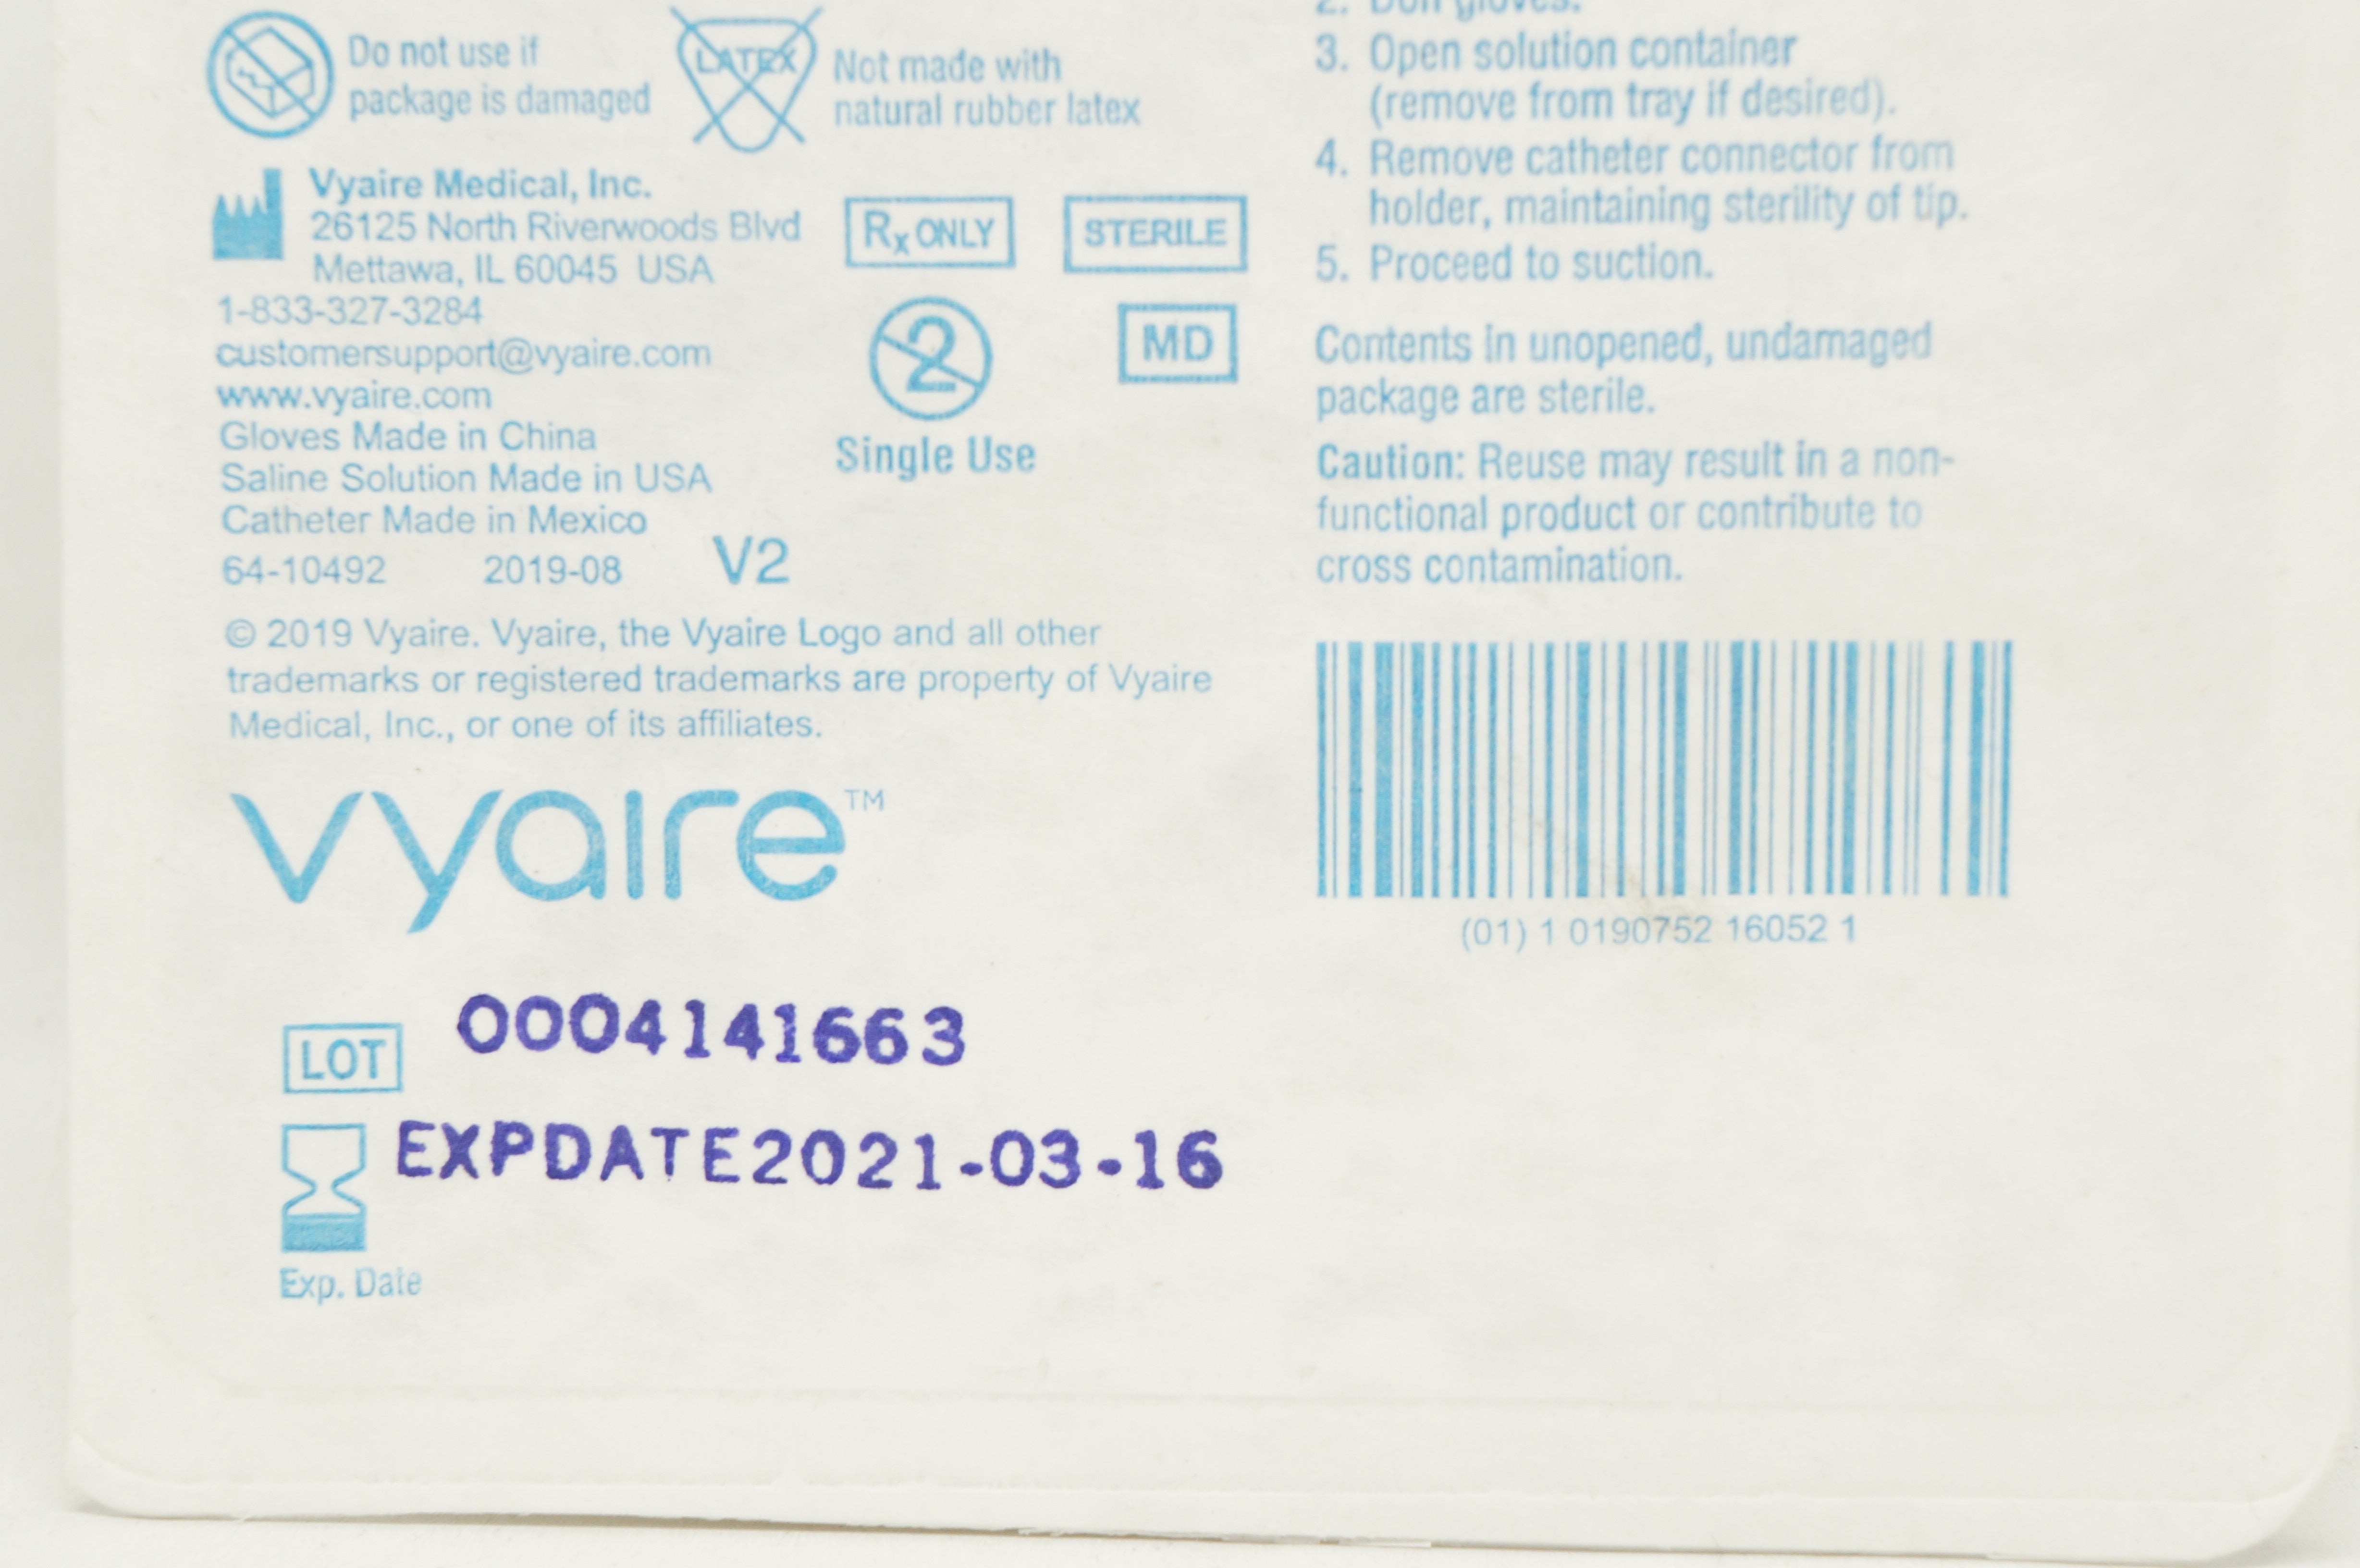 Do not use if
package is damaged
LATEX
Not made with
natural rubber latex
Vyaire Medical, Inc.
26125 North Riverwoods Blvd
Mettawa, IL 60045 USA
1-833-327-3284
customersupport@vyaire.com
www.vyaire.com
Gloves Made in China
Saline Solution Made in USA
Catheter Made in Mexico
64-10492 2019-08 V2
Rx ONLY
STERILE
2
MD
Single Use
© 2019 Vyaire. Vyaire, the Vyaire Logo and all other
trademarks or registered trademarks are property of Vyaire
Medical, Inc., or one of its affiliates.
vyaire™
LOT 0004141663
EXPDATE2021-03-16
Exp. Date
2. Don gloves.
3. Open solution container
(remove from tray if desired).
4. Remove catheter connector from
holder, maintaining sterility of tip.
5. Proceed to suction.
Contents in unopened, undamaged
package are sterile.
Caution: Reuse may result in a non-
functional product or contribute to
cross contamination.
(01) 1 0190752 16052 1